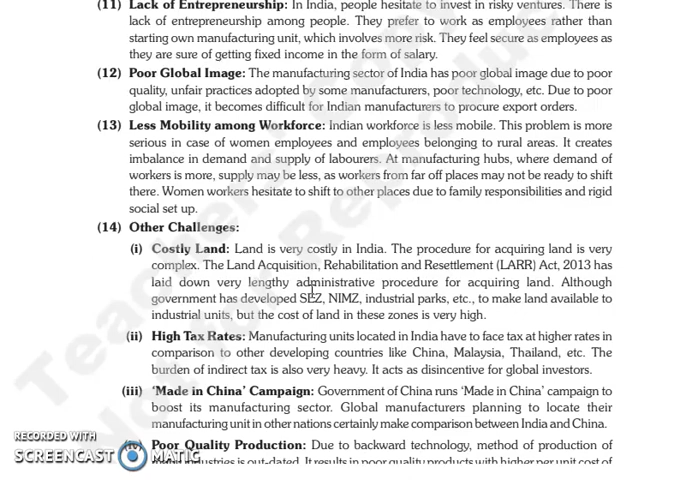 (11) Lack of Entrepreneurship: In India, people hesitate to invest in risky ventures. There is
lack of entrepreneurship among people. They prefer to work as employees rather than
starting own manufacturing unit, which involves more risk. They feel secure as employees as
they are sure of getting fixed income in the form of salary.
(12) Poor Global Image: The manufacturing sector of India has poor global image due to poor
quality, unfair practices adopted by some manufacturers, poor technology, etc. Due to poor
global image, it becomes difficult for Indian manufacturers to procure export orders.
(13) Less Mobility among Workforce: Indian workforce is less mobile. This problem is more
serious in case of women employees and employees belonging to rural areas. It creates
imbalance in demand and supply of labourers. At manufacturing hubs, where demand of
workers is more, supply may be less, as workers from far off places may not be ready to shift
there. Women workers hesitate to shift to other places due to family responsibilities and rigid
social set up.
(14) Other Challenges:
(i) Costly Land: Land is very costly in India. The procedure for acquiring land is very
complex. The Land Acquisition, Rehabilitation and Resettlement (LARR) Act, 2013 has
laid down very lengthy administrative procedure for acquiring land. Although
government has developed SEZ, NIMZ, industrial parks, etc., to make land available to
industrial units, but the cost of land in these zones is very high.
(ii) High Tax Rates: Manufacturing units located in India have to face tax at higher rates in
comparison to other developing countries like China, Malaysia, Thailand, etc. The
burden of indirect tax is also very heavy. It acts as disincentive for global investors.
(iii) 'Made in China' Campaign: Government of China runs 'Made in China' campaign to
boost its manufacturing sector. Global manufacturers planning to locate their
manufacturing unit in other nations certainly make comparison between India and China.
(iv) Poor Quality Production: Due to backward technology, method of production of
industries is out-dated. It results in poor quality products with higher per unit cost of
RECORDED WITH
SCREENCAST MATIC